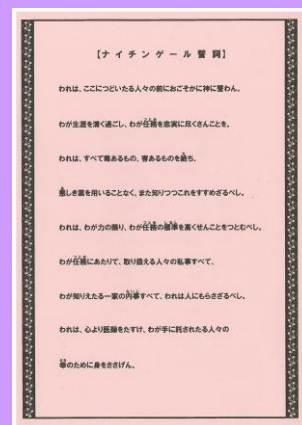 【ナイチンゲール誓詞】
われは、ここにつどいたる人々の前におごそかに神に誓わん。
わが生涯を清く過ごし、わが任務を忠実に尽くさんことを。
われは、すべて毒あるもの、害あるものを絶ち、
悪しき薬を用いることなく、また知りつつこれをすすめざるべし。
われは、わが力の限り、わが任務の標準を高くせんことをつとむべし。
わが任務にあたりて、取り扱える人々の私事すべて、
わが知りえたる一家の内事すべて、われは人にもらさざるべし。
われは、心より医師をたすけ、わが手に託されたる人々の
幸のために身をささげん。